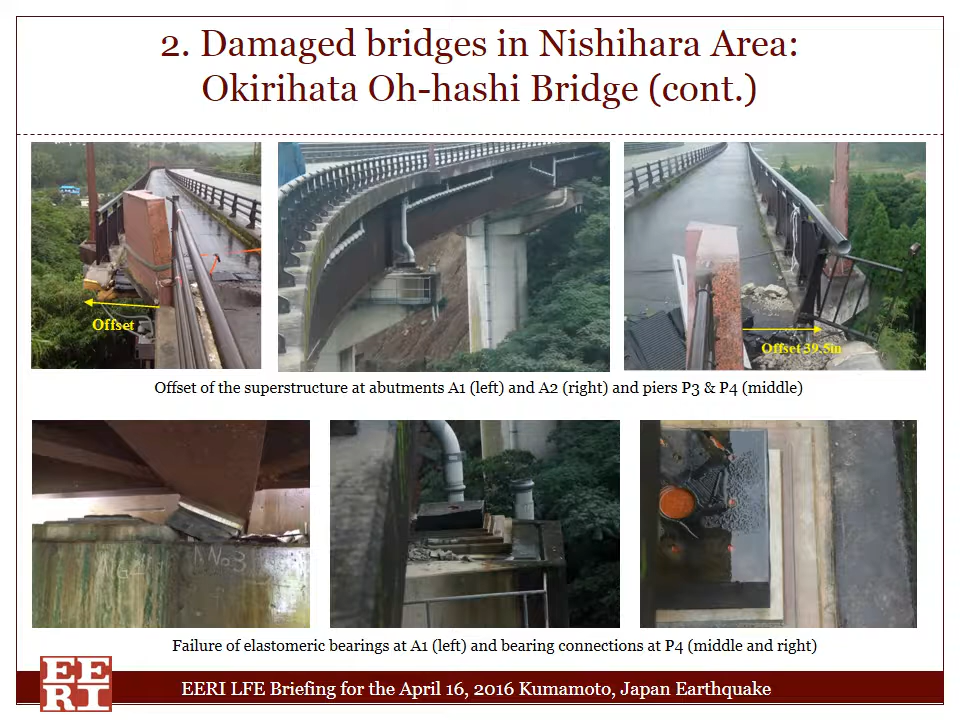 2. Damaged bridges in Nishihara Area:
Okirihata Oh-hashi Bridge (cont.)
Offset
Offset 39.5in
Offset of the superstructure at abutments A1 (left) and A2 (right) and piers P3 & P4 (middle)
No3
Failure of elastomeric bearings at A1 (left) and bearing connections at P4 (middle and right)
EE
RI
EERI LFE Briefing for the April 16, 2016 Kumamoto, Japan Earthquake